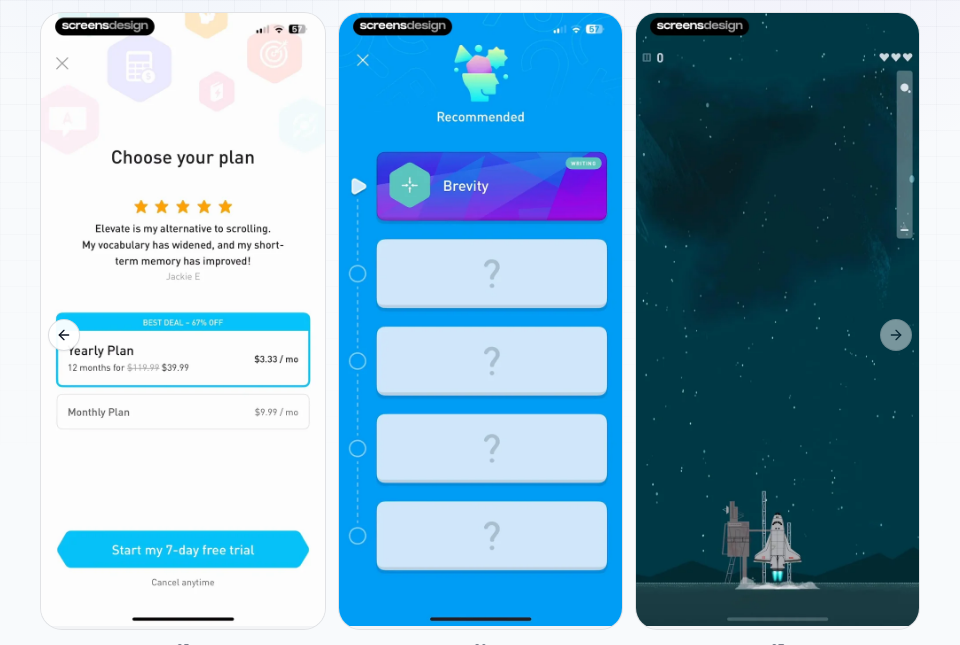 screensdesign
57
Choose your plan
Elevate is my alternative to scrolling.
My vocabulary has widened, and my short-
term memory has improved!
Jackie E
BEST DEAL – 67% OFF
Yearly Plan
12 months for $119.99 $39.99
$3.33 / mo
Monthly Plan
$9.99 / mo
Start my 7-day free trial
Cancel anytime
screensdesign
57
Recommended
WRITING
Brevity
?
?
?
?
screensdesign
0